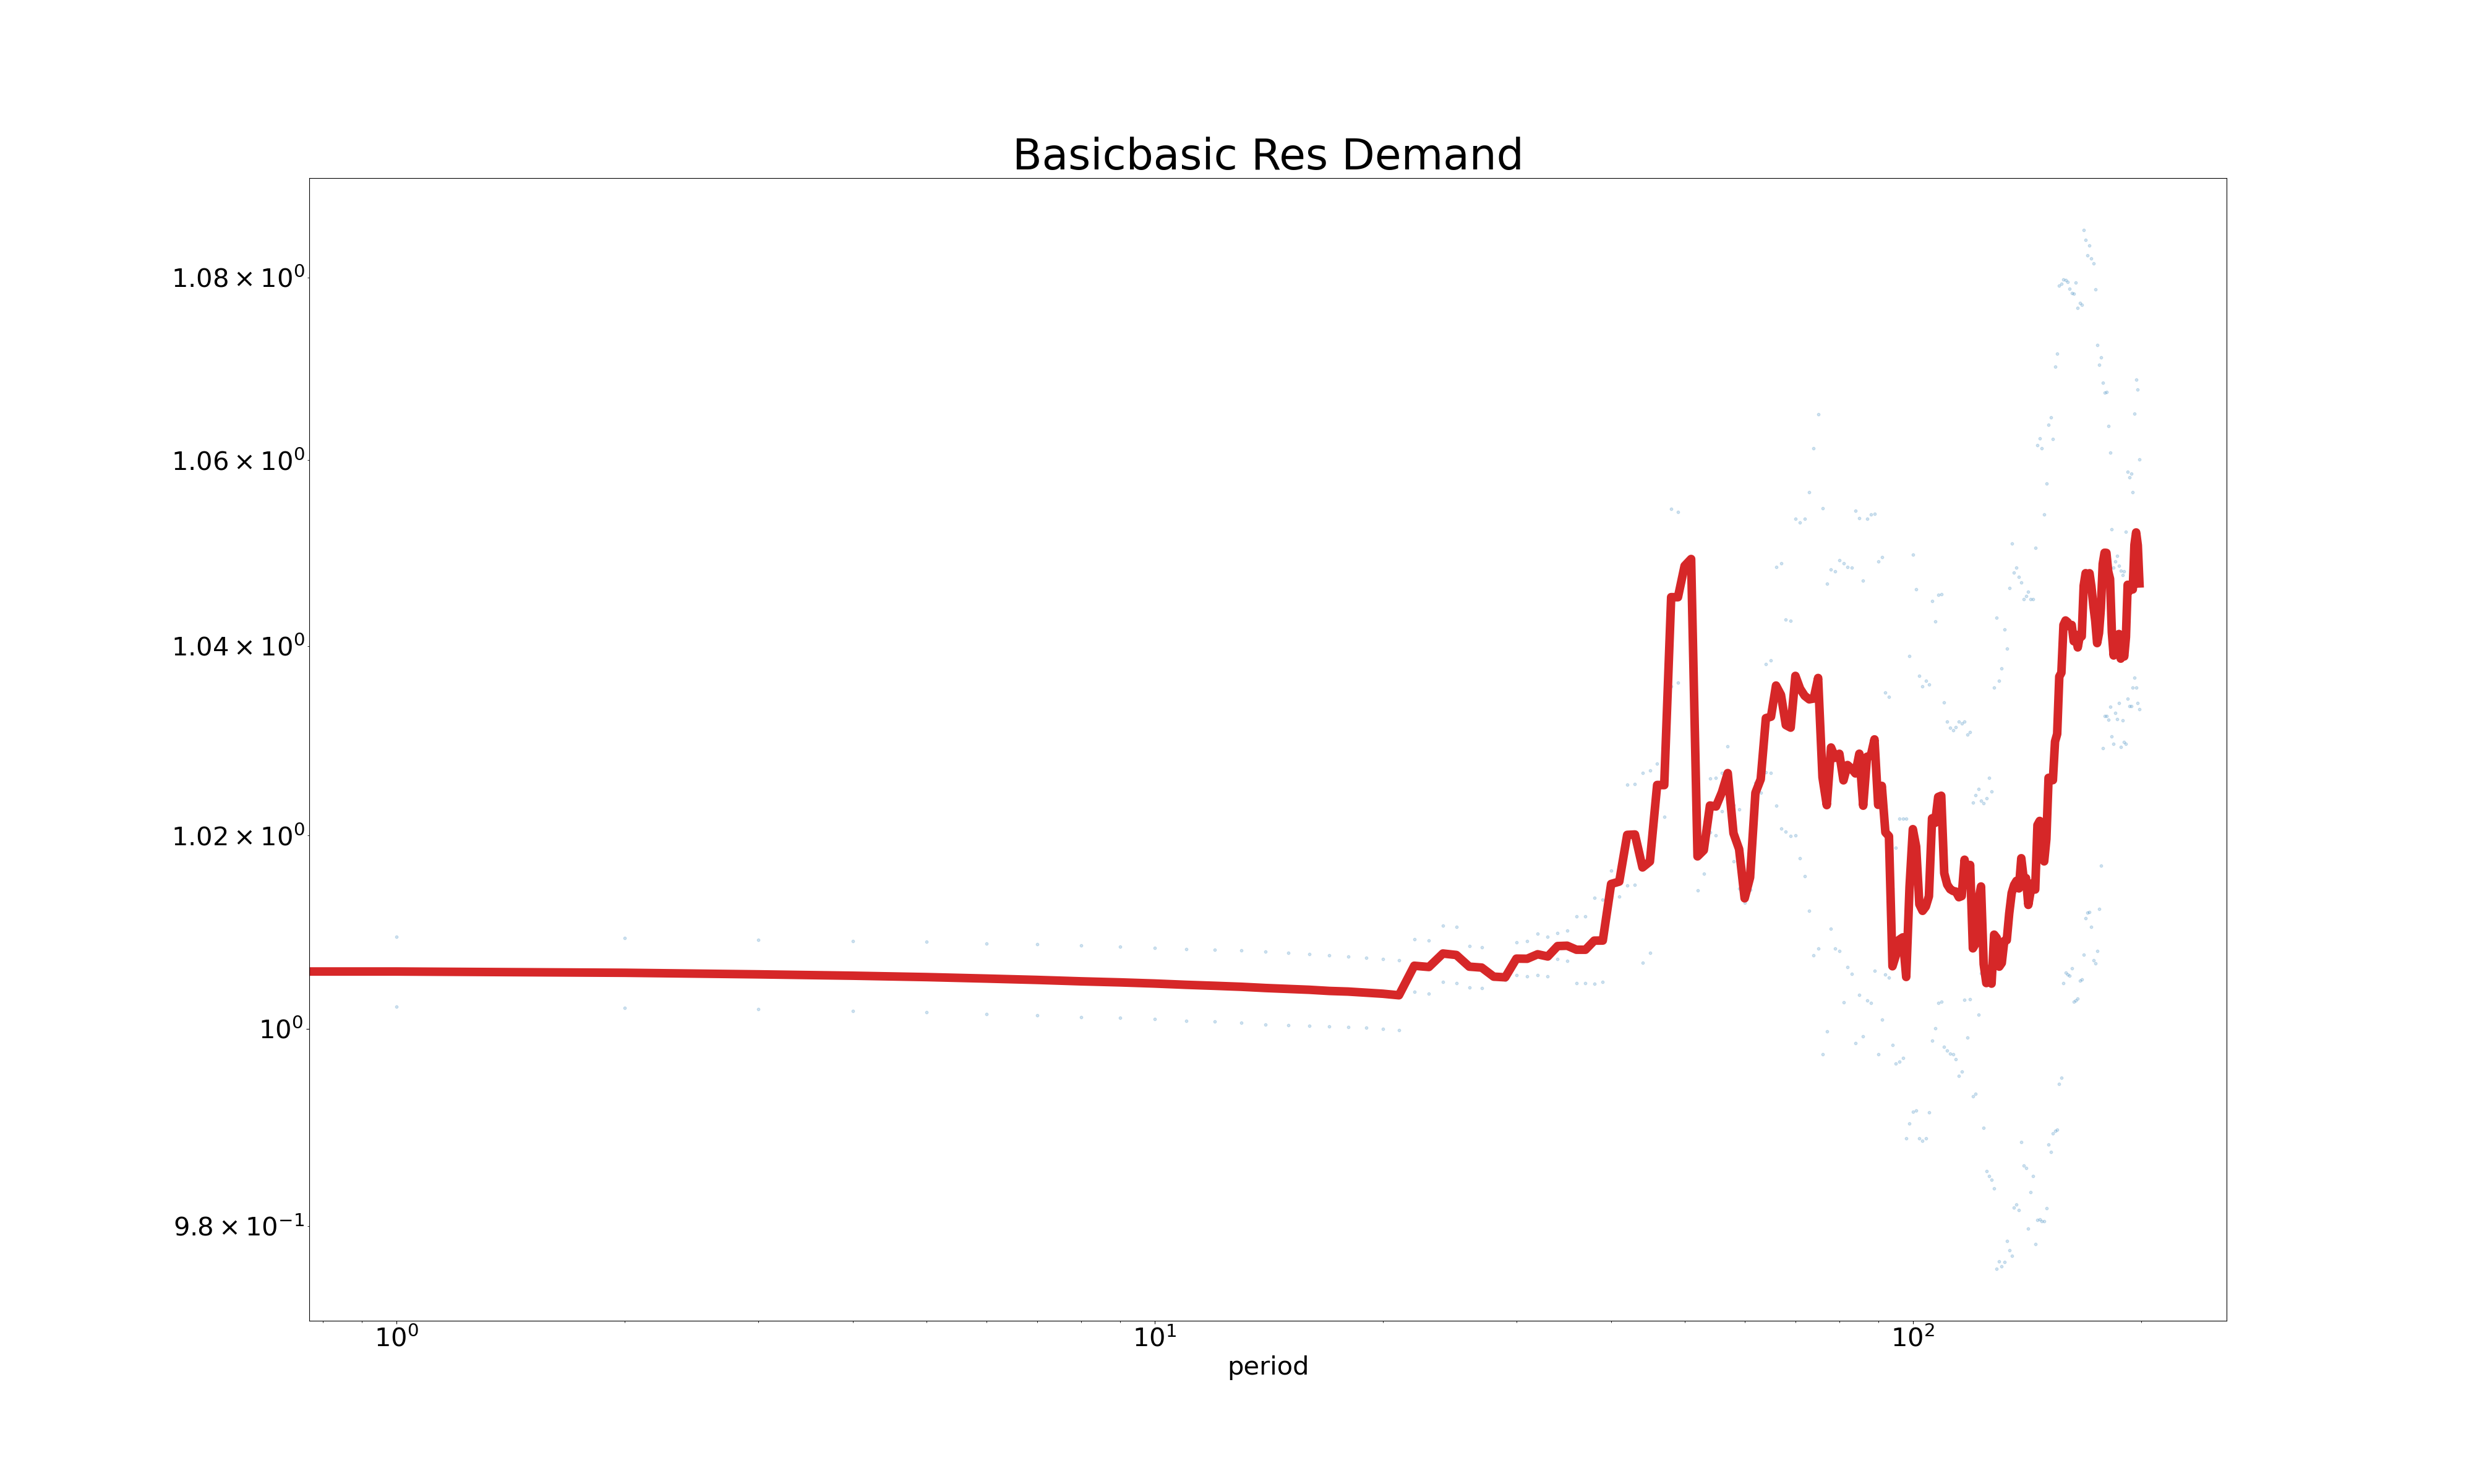 Basicbasic Res Demand
1.08 × 10⁰
1.06 × 10⁰
1.04 × 10⁰
1.02 × 10⁰
10⁰
9.8 × 10⁻¹
10⁰ 10¹ 10²
period